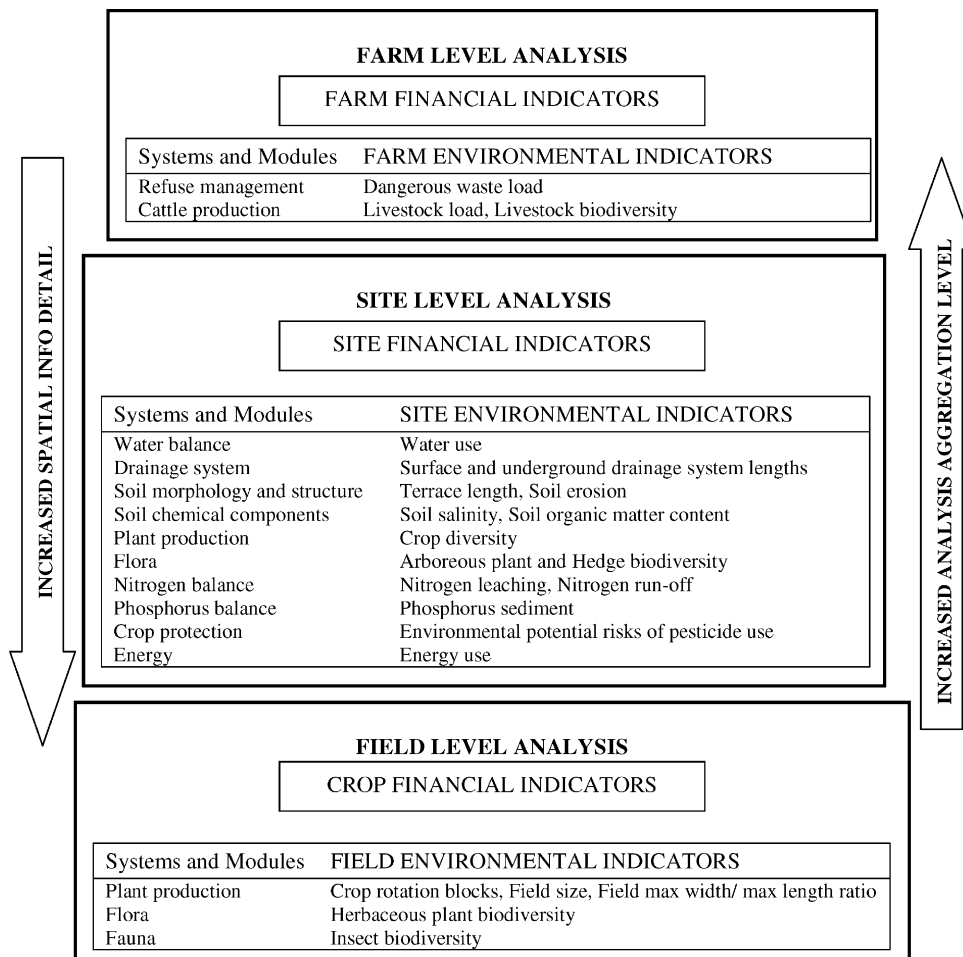 FARM LEVEL ANALYSIS
FARM FINANCIAL INDICATORS
Systems and Modules FARM ENVIRONMENTAL INDICATORS
Refuse management Dangerous waste load
Cattle production Livestock load, Livestock biodiversity
INCREASED SPATIAL INFO DETAIL
INCREASED ANALYSIS AGGREGATION LEVEL
SITE LEVEL ANALYSIS
SITE FINANCIAL INDICATORS
Systems and Modules SITE ENVIRONMENTAL INDICATORS
Water balance Water use
Drainage system Surface and underground drainage system lengths
Soil morphology and structure Terrace length, Soil erosion
Soil chemical components Soil salinity, Soil organic matter content
Plant production Crop diversity
Flora Arboreous plant and Hedge biodiversity
Nitrogen balance Nitrogen leaching, Nitrogen run-off
Phosphorus balance Phosphorus sediment
Crop protection Environmental potential risks of pesticide use
Energy Energy use
FIELD LEVEL ANALYSIS
CROP FINANCIAL INDICATORS
Systems and Modules FIELD ENVIRONMENTAL INDICATORS
Plant production Crop rotation blocks, Field size, Field max width/ max length ratio
Flora Herbaceous plant biodiversity
Fauna Insect biodiversity